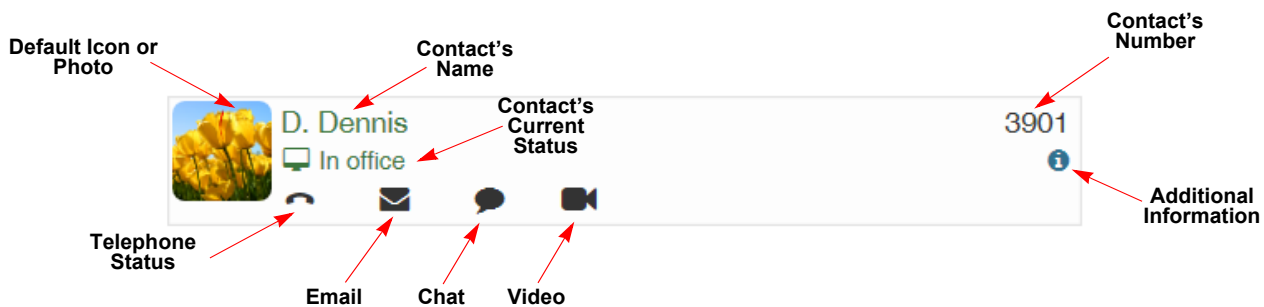 Contact's
Number
Default Icon or
Photo
Contact's
Name
Contact's
Current
Status
D. Dennis
3901
In office
Additional
Information
Telephone
Status
Email
Chat
Video